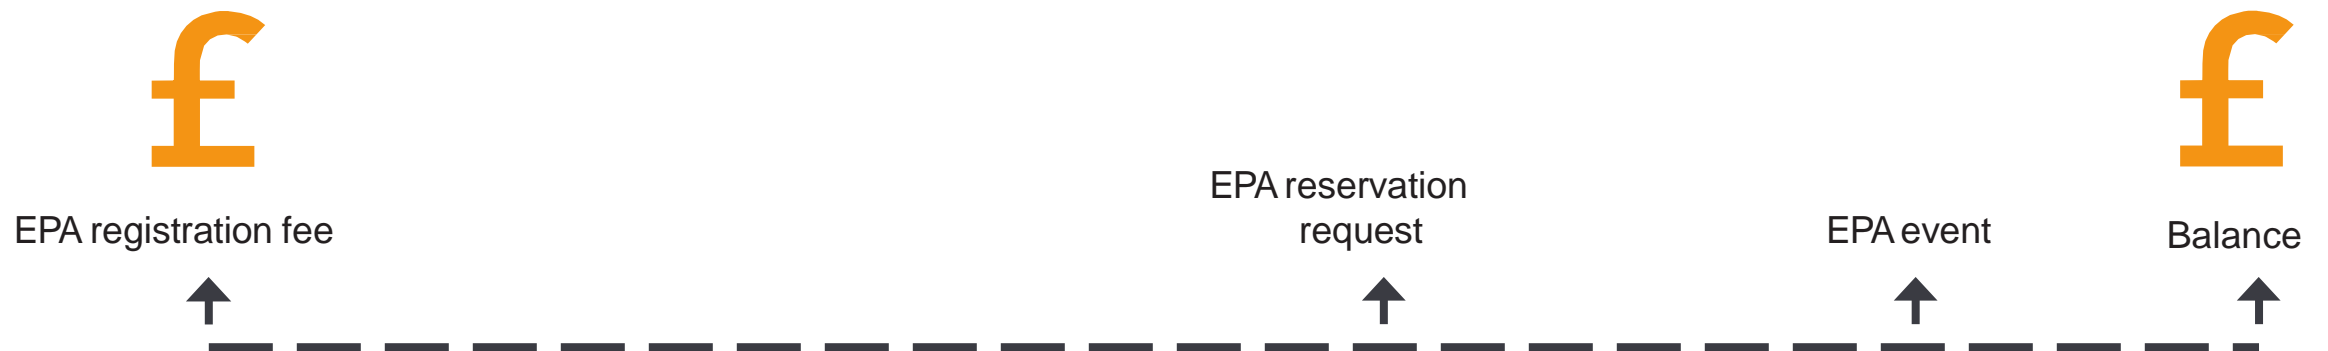 £
£
EPA registration fee
EPA reservation
request
EPA event
Balance